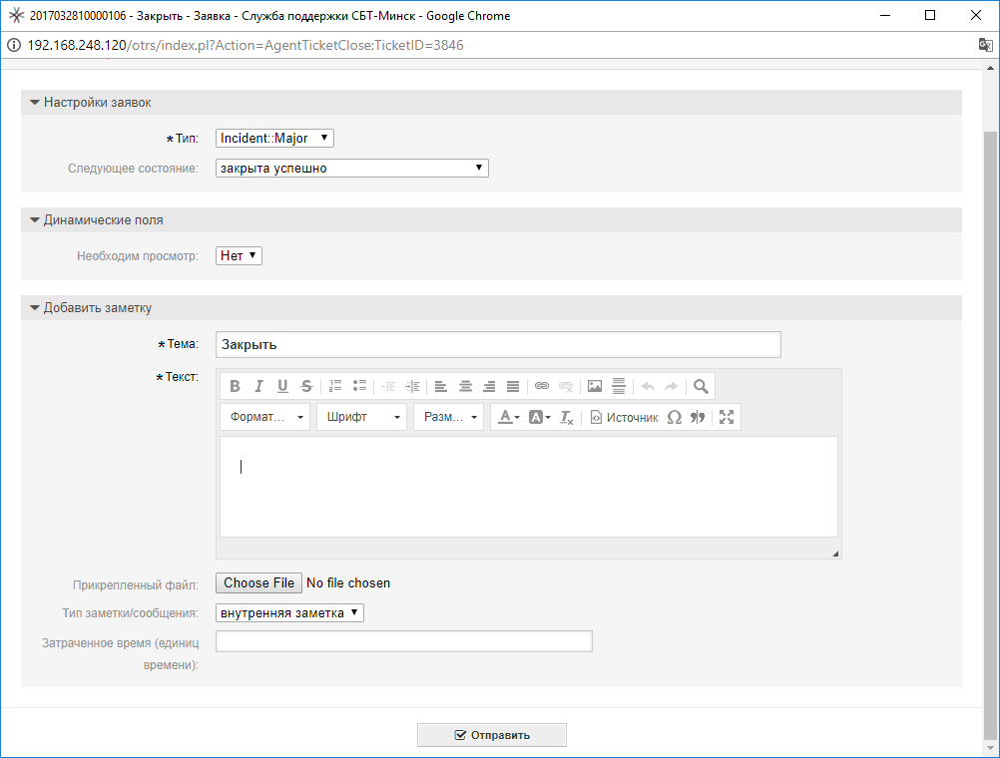 2017032810000106 - Закрыть - Заявка - Служба поддержки СБТ-Минск - Google Chrome
192.168.248.120/otrs/index.pl?Action=AgentTicketClose;TicketID=3846
Настройки заявок
* Тип: Incident::Major
Следующее состояние: закрыта успешно
Динамические поля
Необходим просмотр: Нет
Добавить заметку
* Тема: Закрыть
* Текст:
B I U S
Формат... Шрифт Разм... A A Tx Источник Ω
Прикрепленный файл: Choose File No file chosen
Тип заметки/сообщения: внутренняя заметка
Затраченное время (единиц
времени):
Отправить